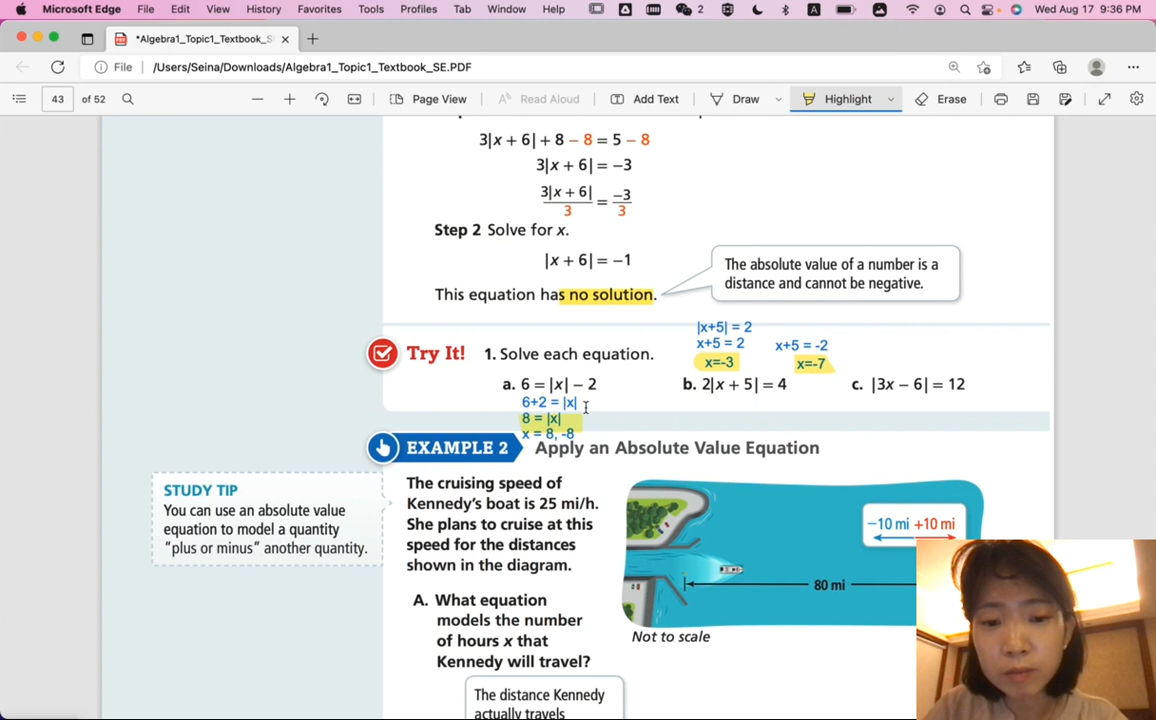 Microsoft Edge File Edit View History Favorites Tools Profiles Tab Window Help 2 A Wed Aug 17 9:36 PM
*Algebra1_Topic1_Textbook_S
File /Users/Seina/Downloads/Algebra1_Topic1_Textbook_SE.PDF
43 of 52 Page View Read Aloud Add Text Draw Highlight Erase
3|x + 6| + 8 − 8 = 5 − 8
3|x + 6| = −3
3|x + 6| / 3 = −3 / 3
Step 2 Solve for x.
|x + 6| = −1
The absolute value of a number is a
distance and cannot be negative.
This equation has no solution.
|x+5| = 2
x+5 = 2 x+5 = -2
x=-3 x=-7
Try It! 1. Solve each equation.
a. 6 = |x| − 2 b. 2|x + 5| = 4 c. |3x − 6| = 12
6+2 = |x|
8 = |x|
x = 8, -8
EXAMPLE 2 Apply an Absolute Value Equation
STUDY TIP
You can use an absolute value
equation to model a quantity
“plus or minus” another quantity.
The cruising speed of
Kennedy’s boat is 25 mi/h.
She plans to cruise at this
speed for the distances
shown in the diagram.
−10 mi +10 mi
80 mi
Not to scale
A. What equation
models the number
of hours x that
Kennedy will travel?
The distance Kennedy
actually travels